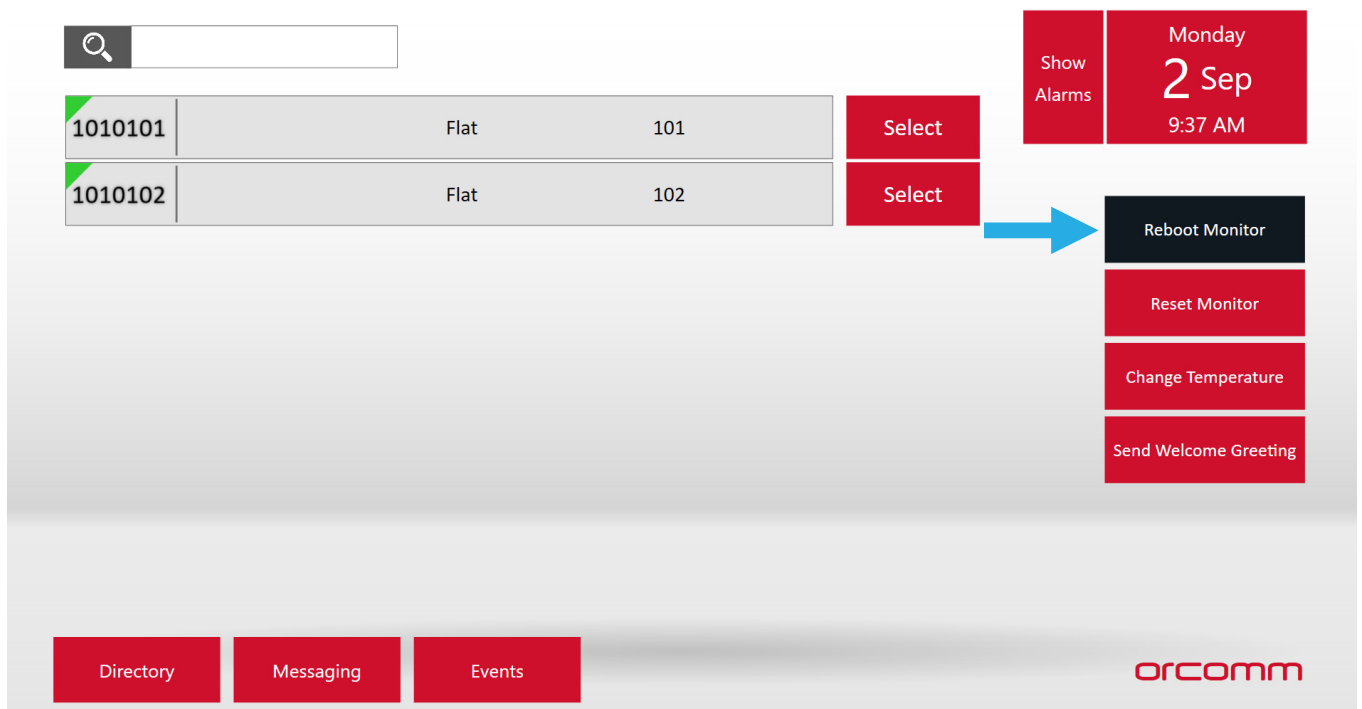 Show
Alarms
Monday
2 Sep
9:37 AM
1010101 Flat 101 Select
1010102 Flat 102 Select
Reboot Monitor
Reset Monitor
Change Temperature
Send Welcome Greeting
Directory Messaging Events
orcomm